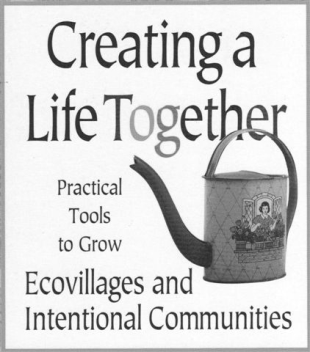 Creating a
Life Together
Practical
Tools
to Grow
Ecovillages and
Intentional Communities